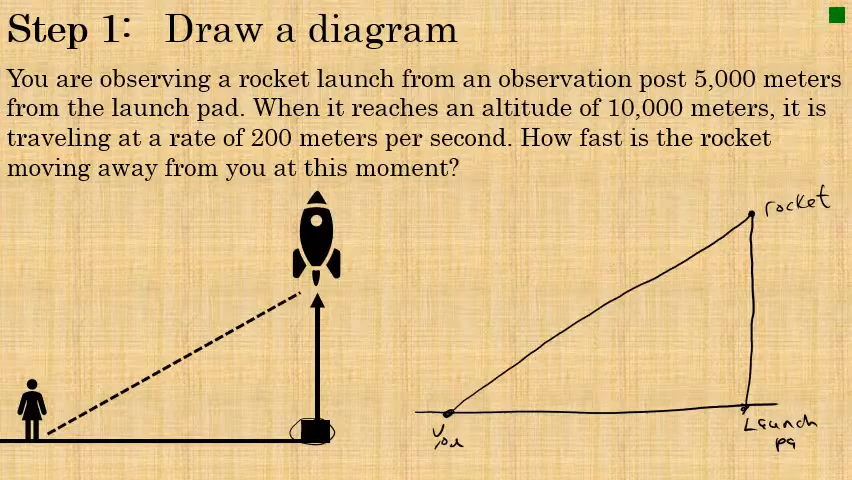 Step 1: Draw a diagram
You are observing a rocket launch from an observation post 5,000 meters
from the launch pad. When it reaches an altitude of 10,000 meters, it is
traveling at a rate of 200 meters per second. How fast is the rocket
moving away from you at this moment?
rocket
You
Launch
pa